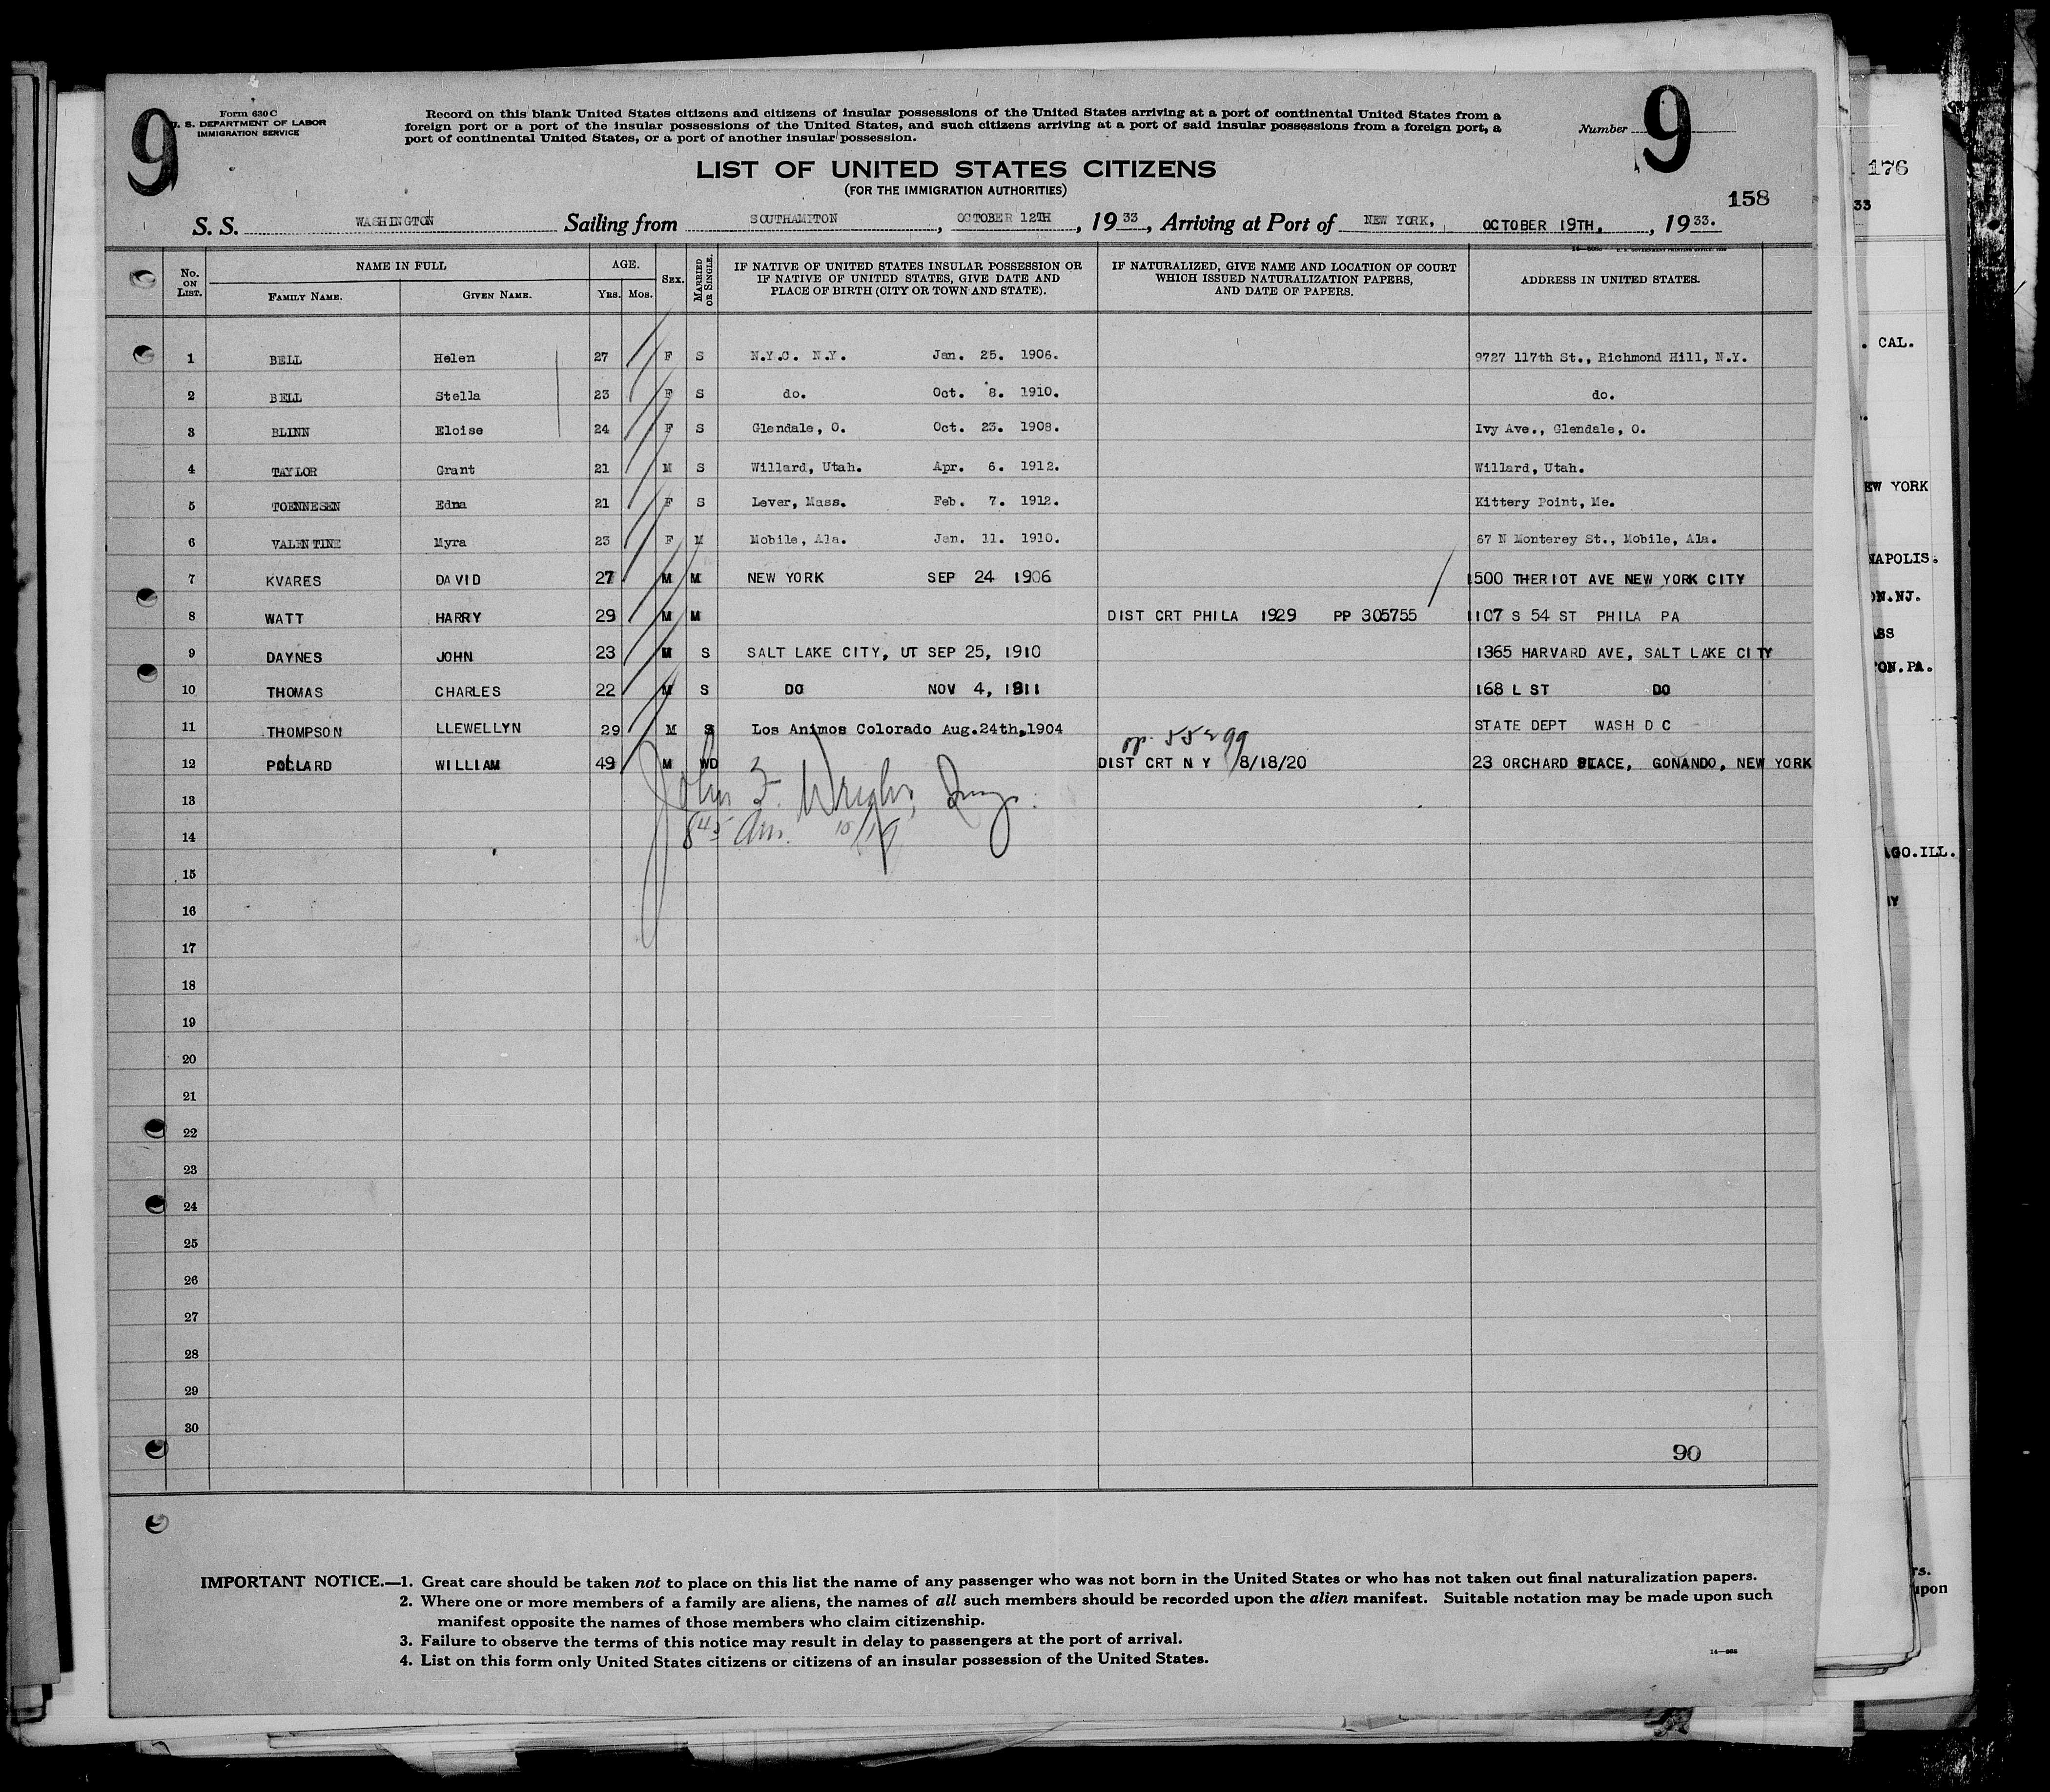 9
Form 630 C
U. S. DEPARTMENT OF LABOR
IMMIGRATION SERVICE
Record on this blank United States citizens and citizens of insular possessions of the United States arriving at a port of continental United States from a
foreign port or a port of the insular possessions of the United States, and such citizens arriving at a port of said insular possessions from a foreign port, a
port of continental United States, or a port of another insular possession.
Number 9
LIST OF UNITED STATES CITIZENS
(FOR THE IMMIGRATION AUTHORITIES)
158
S. S. WASHINGTON Sailing from SOUTHAMPTON, OCTOBER 12TH, 1933, Arriving at Port of NEW YORK, OCTOBER 19TH, 1933.
No. ON LIST. NAME IN FULL AGE. SEX. MARRIED OR SINGLE. IF NATIVE OF UNITED STATES INSULAR POSSESSION OR IF NATIVE OF UNITED STATES, GIVE DATE AND PLACE OF BIRTH (CITY OR TOWN AND STATE). IF NATURALIZED, GIVE NAME AND LOCATION OF COURT WHICH ISSUED NATURALIZATION PAPERS, AND DATE OF PAPERS. ADDRESS IN UNITED STATES.
FAMILY NAME. GIVEN NAME. YRS. MOS.
1 BELL Helen 27 F S N.Y.C. N.Y. Jan. 25. 1906. 9727 117th St., Richmond Hill, N.Y.
2 BELL Stella 23 F S do. Oct. 8. 1910. do.
3 BLINN Eloise 24 F S Glendale, O. Oct. 23. 1908. Ivy Ave., Glendale, O.
4 TAYLOR Grant 21 M S Willard, Utah. Apr. 6. 1912. Willard, Utah.
5 TOENNESEN Edna 21 F S Lever, Mass. Feb. 7. 1912. Kittery Point, Me.
6 VALENTINE Myra 23 F M Mobile, Ala. Jan. 11. 1910. 67 N Monterey St., Mobile, Ala.
7 KVARES DAVID 27 M M NEW YORK SEP 24 1906 1500 THERIOT AVE NEW YORK CITY
8 WATT HARRY 29 M M DIST CRT PHILA 1929 PP 305755 1107 S 54 ST PHILA PA
9 DAYNES JOHN 23 M S SALT LAKE CITY, UT SEP 25, 1910 1365 HARVARD AVE, SALT LAKE CITY
10 THOMAS CHARLES 22 M S DO NOV 4, 1911 168 L ST DO
11 THOMPSON LLEWELLYN 29 M S Los Animos Colorado Aug.24th,1904 STATE DEPT WASH D C
12 POLLARD WILLIAM 49 M WD DIST CRT N Y 8/18/20 23 ORCHARD PLACE, GONANDO, NEW YORK
John F. Wright, Insp.
8 45 Am. 10/19
13
14
15
16
17
18
19
20
21
22
23
24
25
26
27
28
29
30
90
IMPORTANT NOTICE.—1. Great care should be taken not to place on this list the name of any passenger who was not born in the United States or who has not taken out final naturalization papers.
2. Where one or more members of a family are aliens, the names of all such members should be recorded upon the alien manifest. Suitable notation may be made upon such
manifest opposite the names of those members who claim citizenship.
3. Failure to observe the terms of this notice may result in delay to passengers at the port of arrival.
4. List on this form only United States citizens or citizens of an insular possession of the United States.
176
33
CAL.
EW YORK
NAPOLIS.
ON.NJ.
ASS
TON.PA.
AGO.ILL.
NY
rs.
upon